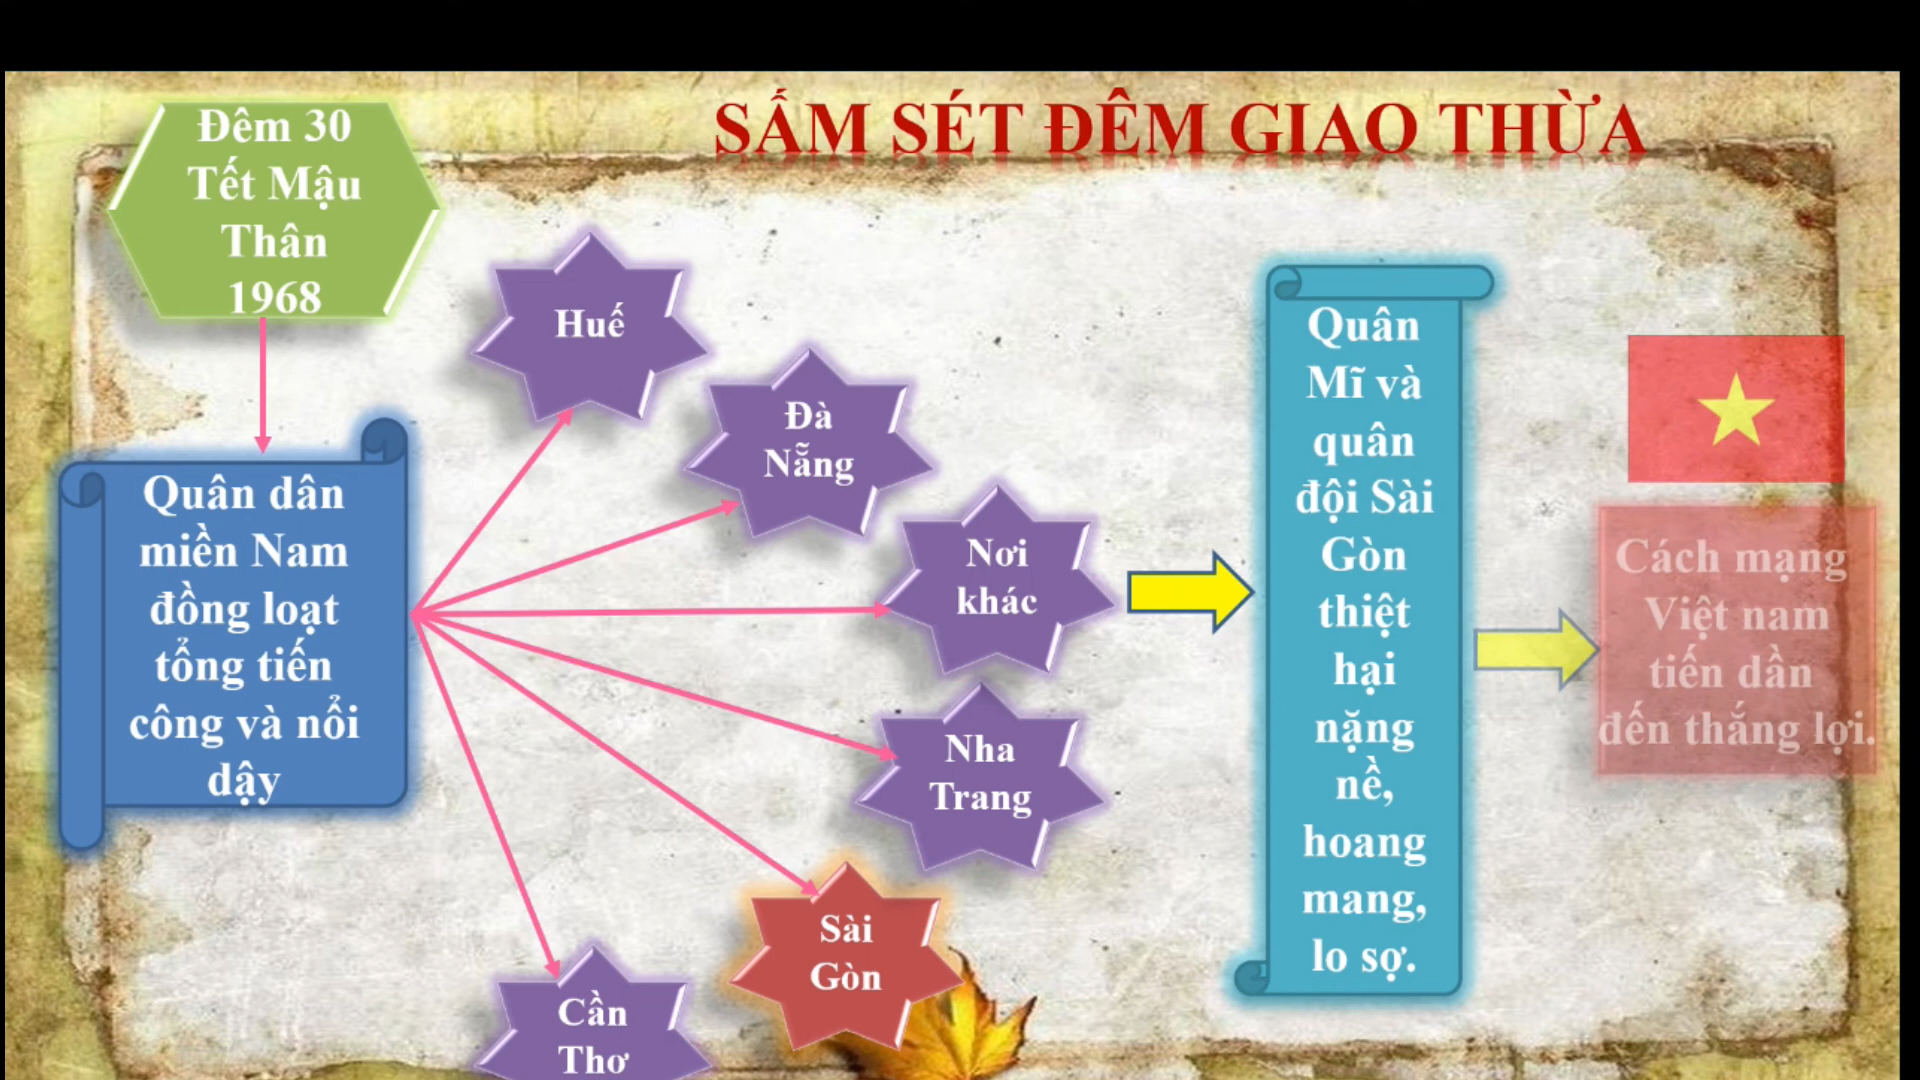 SẤM SÉT ĐÊM GIAO THỪA
Đêm 30
Tết Mậu
Thân
1968
Quân dân
miền Nam
đồng loạt
tổng tiến
công và nổi
dậy
Huế
Đà
Nẵng
Nơi
khác
Nha
Trang
Sài
Gòn
Cần
Thơ
Quân
Mĩ và
quân
đội Sài
Gòn
thiệt
hại
nặng
nề,
hoang
mang,
lo sợ.
Cách mạng
Việt nam
tiến dần
đến thắng lợi.